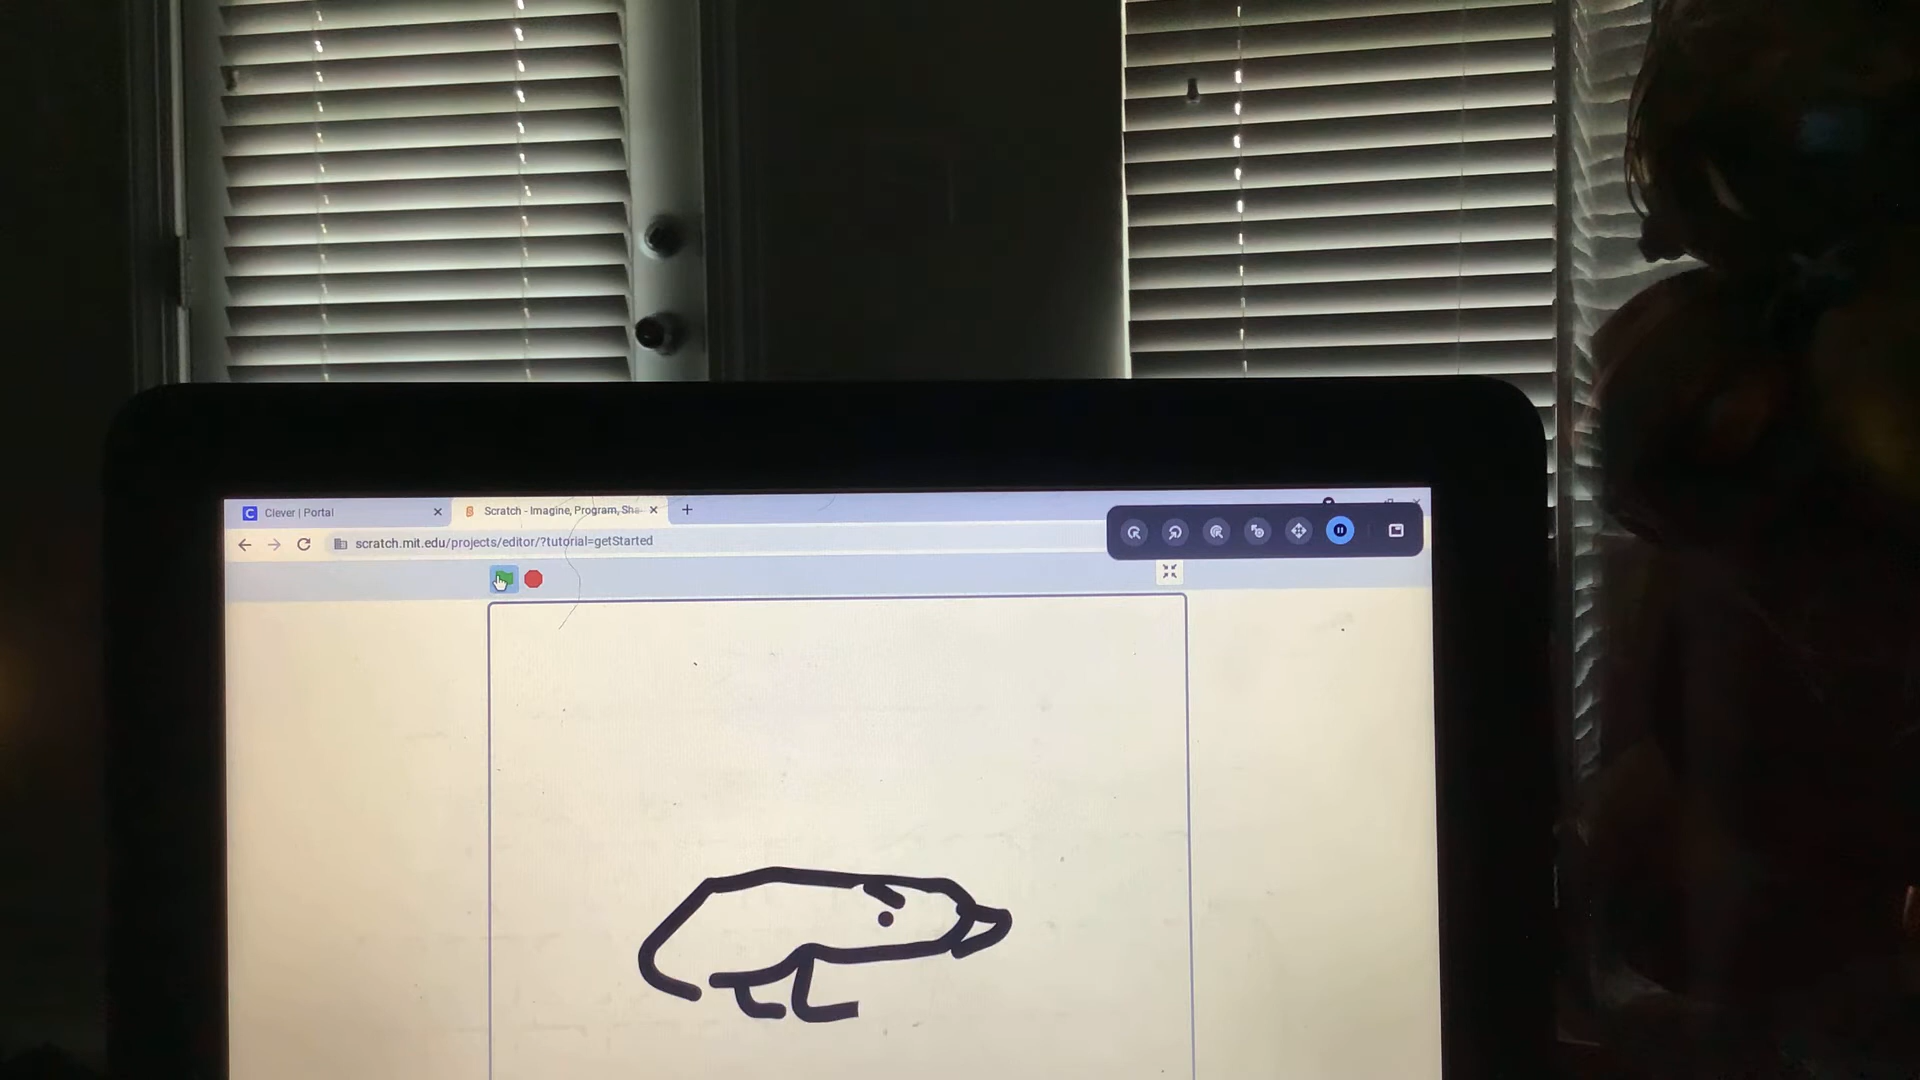 Clever | Portal
Scratch - Imagine, Program, Sha
scratch.mit.edu/projects/editor/?tutorial=getStarted